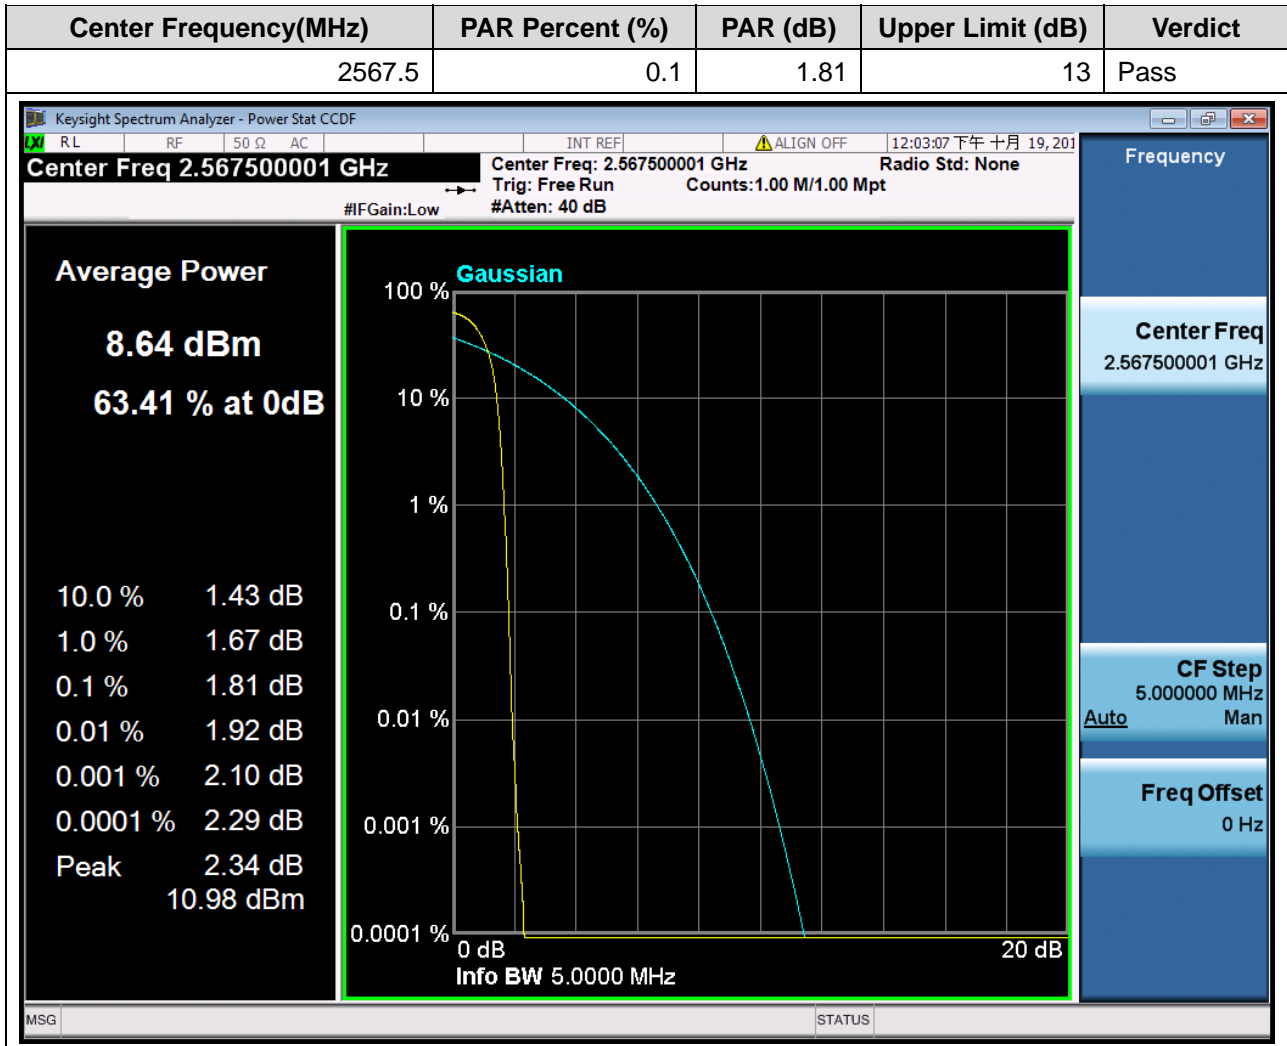 Center Frequency(MHz) PAR Percent (%) PAR (dB) Upper Limit (dB) Verdict
2567.5 0.1 1.81 13 Pass
Keysight Spectrum Analyzer - Power Stat CCDF
LXI RL RF 50 Ω AC INT REF ALIGN OFF 12:03:07 下午 十月 19, 201
Center Freq 2.567500001 GHz
Center Freq: 2.567500001 GHz Radio Std: None
Trig: Free Run Counts:1.00 M/1.00 Mpt
#IFGain:Low #Atten: 40 dB
Average Power
8.64 dBm
63.41 % at 0dB
10.0 % 1.43 dB
1.0 % 1.67 dB
0.1 % 1.81 dB
0.01 % 1.92 dB
0.001 % 2.10 dB
0.0001 % 2.29 dB
Peak 2.34 dB
10.98 dBm
Gaussian
100 %
10 %
1 %
0.1 %
0.01 %
0.001 %
0.0001 %
0 dB 20 dB
Info BW 5.0000 MHz
Frequency
Center Freq
2.567500001 GHz
CF Step
5.000000 MHz
Auto Man
Freq Offset
0 Hz
MSG STATUS